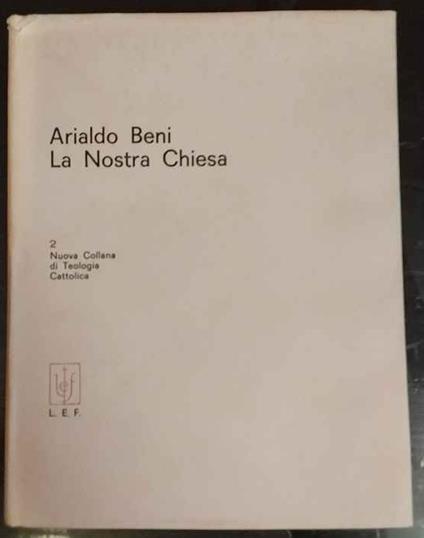 Arialdo Beni
La Nostra Chiesa
2
Nuova Collana
di Teologia
Cattolica
L. E. F.